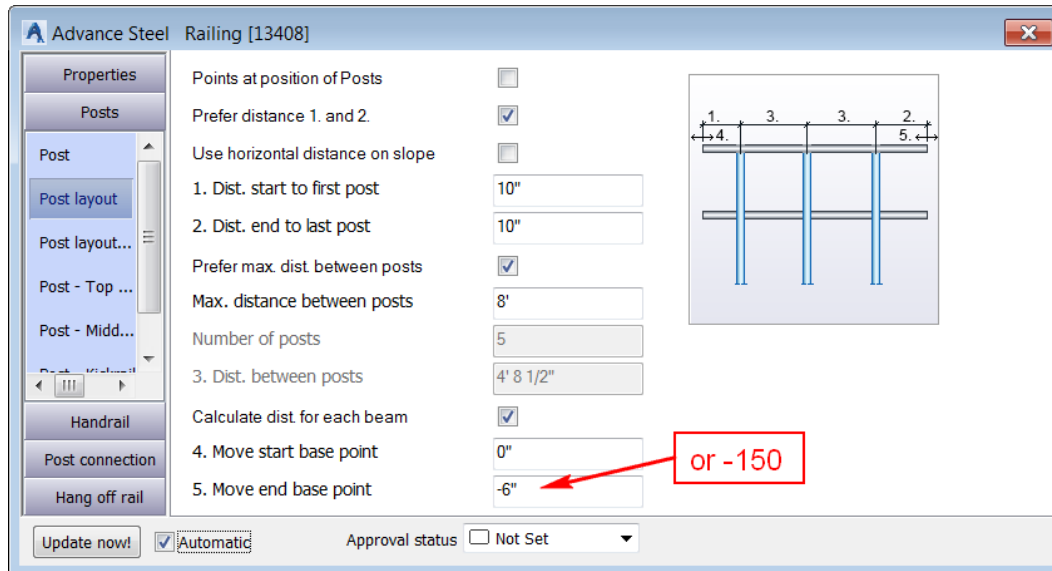 Advance Steel   Railing [13408]
Properties
Posts
Post
Post layout
Post layout...
Post - Top ...
Post - Midd...
Handrail
Post connection
Hang off rail
Points at position of Posts
Prefer distance 1. and 2.
Use horizontal distance on slope
1. Dist. start to first post
10"
2. Dist. end to last post
10"
Prefer max. dist. between posts
Max. distance between posts
8'
Number of posts
5
3. Dist. between posts
4' 8 1/2"
Calculate dist. for each beam
4. Move start base point
0"
5. Move end base point
-6"
or -150
1. 3. 3. 2.
4. 5.
Update now!
Automatic
Approval status
Not Set